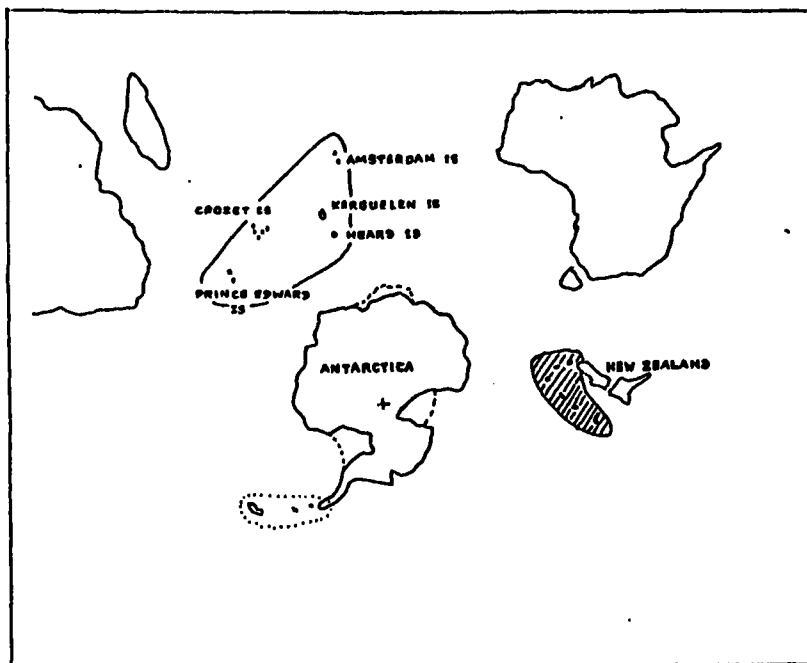 AMSTERDAM IS
CROZET IS
KERGUELEN IS
HEARD IS
PRINCE EDWARD
IS
ANTARCTICA
NEW ZEALAND